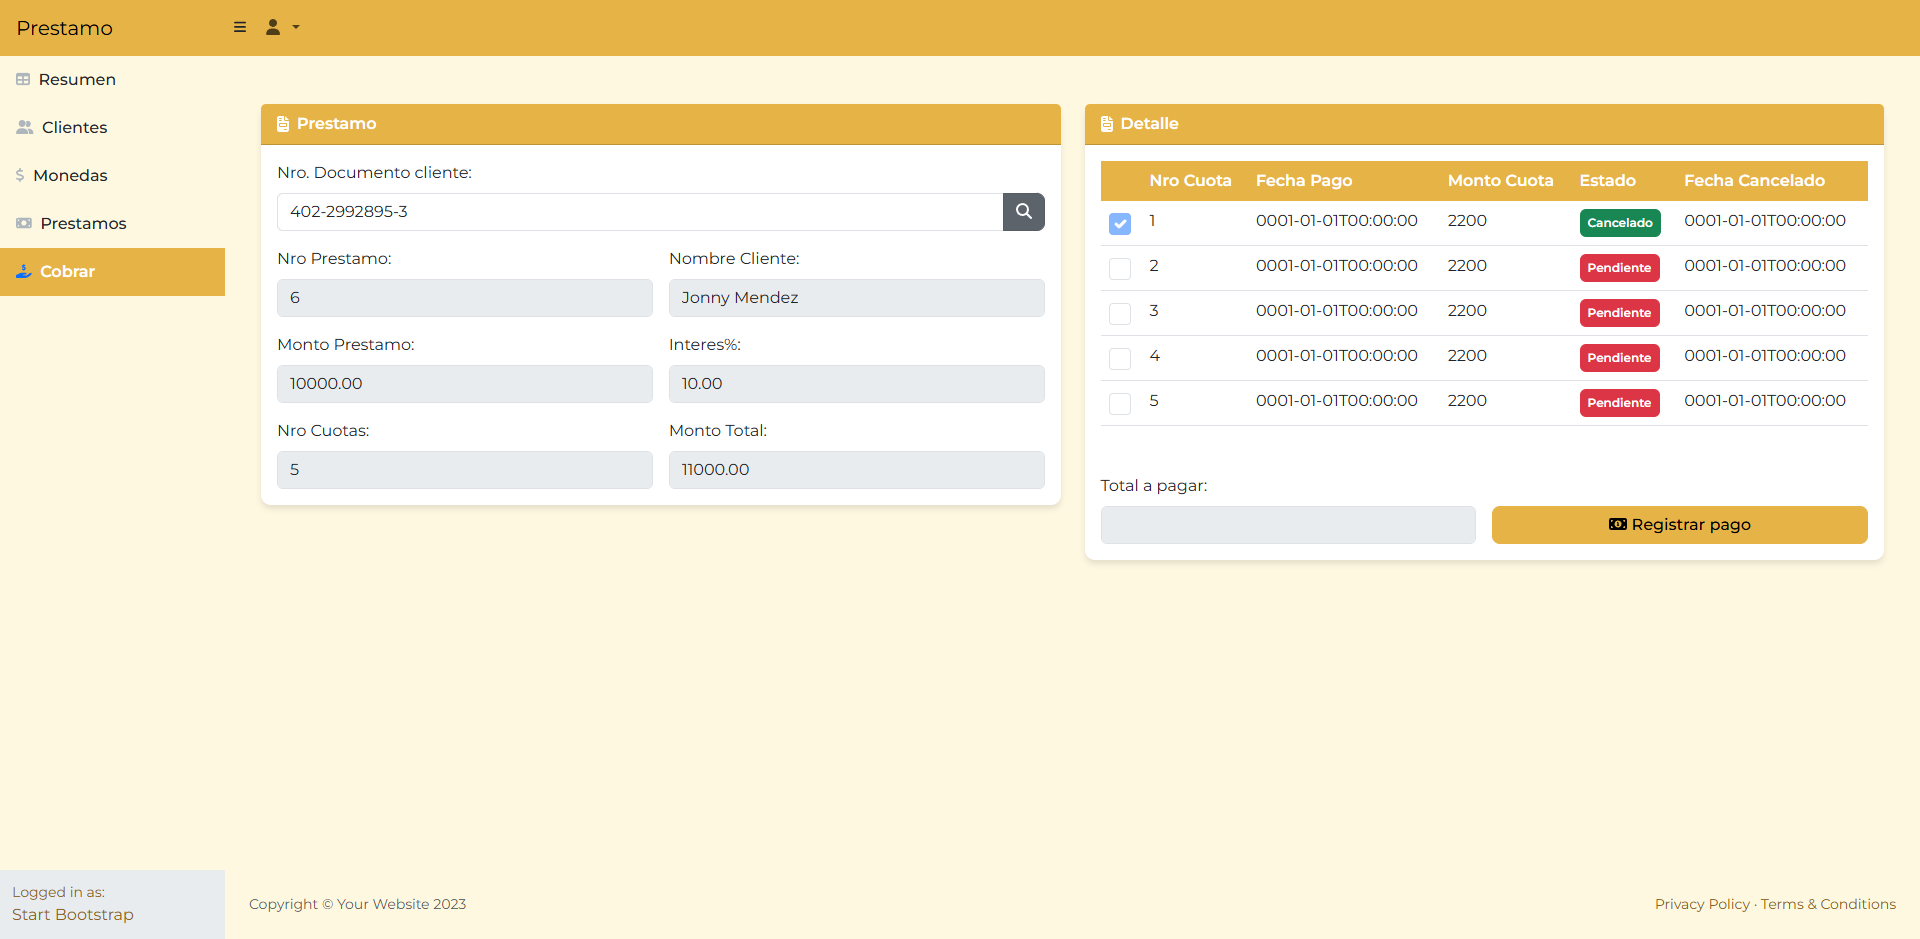 Prestamo
Resumen
Clientes
Monedas
Prestamos
Cobrar
Prestamo
Nro. Documento cliente:
402-2992895-3
Nro Prestamo: Nombre Cliente:
6 Jonny Mendez
Monto Prestamo: Interes%:
10000.00 10.00
Nro Cuotas: Monto Total:
5 11000.00
Detalle
Nro Cuota Fecha Pago Monto Cuota Estado Fecha Cancelado
1 0001-01-01T00:00:00 2200 Cancelado 0001-01-01T00:00:00
2 0001-01-01T00:00:00 2200 Pendiente 0001-01-01T00:00:00
3 0001-01-01T00:00:00 2200 Pendiente 0001-01-01T00:00:00
4 0001-01-01T00:00:00 2200 Pendiente 0001-01-01T00:00:00
5 0001-01-01T00:00:00 2200 Pendiente 0001-01-01T00:00:00
Total a pagar:
Registrar pago
Logged in as:
Start Bootstrap
Copyright © Your Website 2023
Privacy Policy · Terms & Conditions